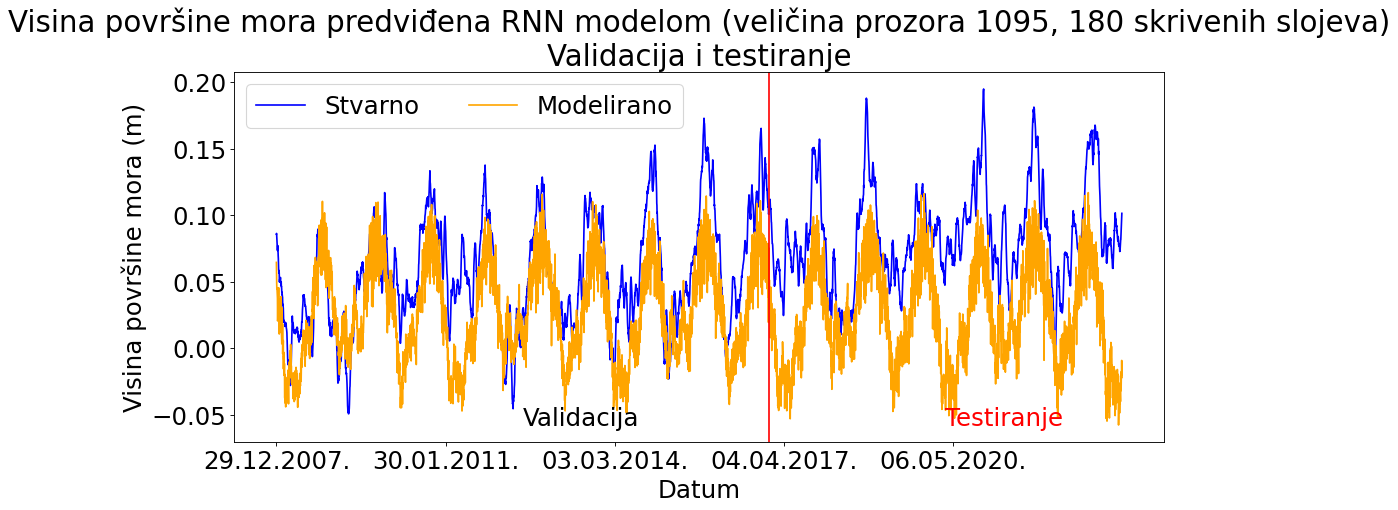 Visina površine mora predviđena RNN modelom (veličina prozora 1095, 180 skrivenih slojeva)
Validacija i testiranje
Stvarno Modelirano
Visina površine mora (m)
0.20
0.15
0.10
0.05
0.00
−0.05
Validacija Testiranje
29.12.2007. 30.01.2011. 03.03.2014. 04.04.2017. 06.05.2020.
Datum